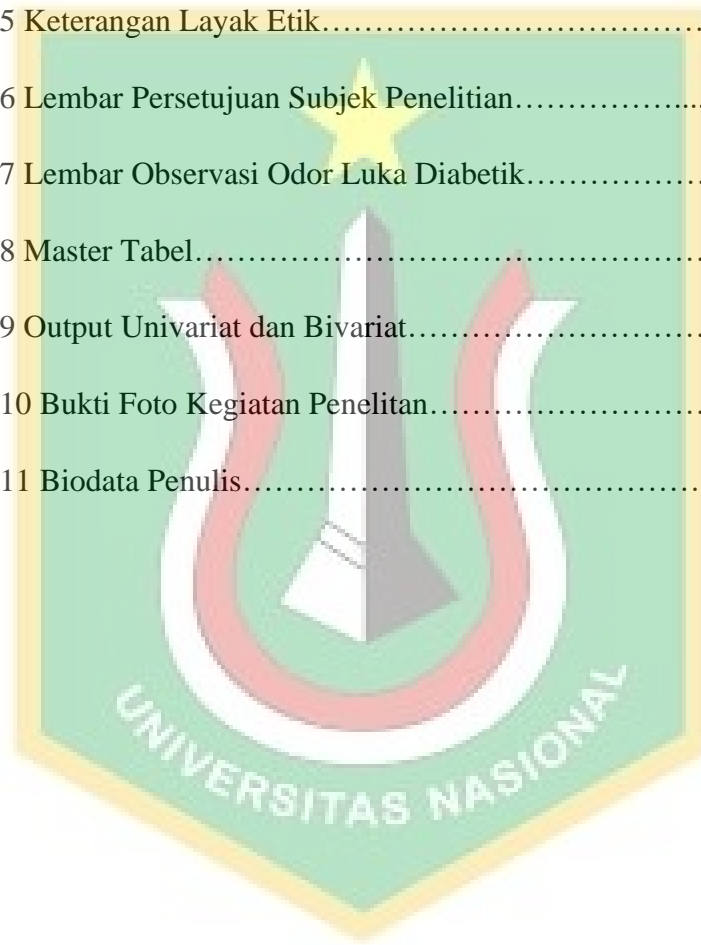 5 Keterangan Layak Etik……………………………….
6 Lembar Persetujuan Subjek Penelitian……………....
7 Lembar Observasi Odor Luka Diabetik……………….
8 Master Tabel……………………………………………….
9 Output Univariat dan Bivariat………………………….
10 Bukti Foto Kegiatan Penelitan……………………….
11 Biodata Penulis…………………………………………….
UNIVERSITAS NASIONAL